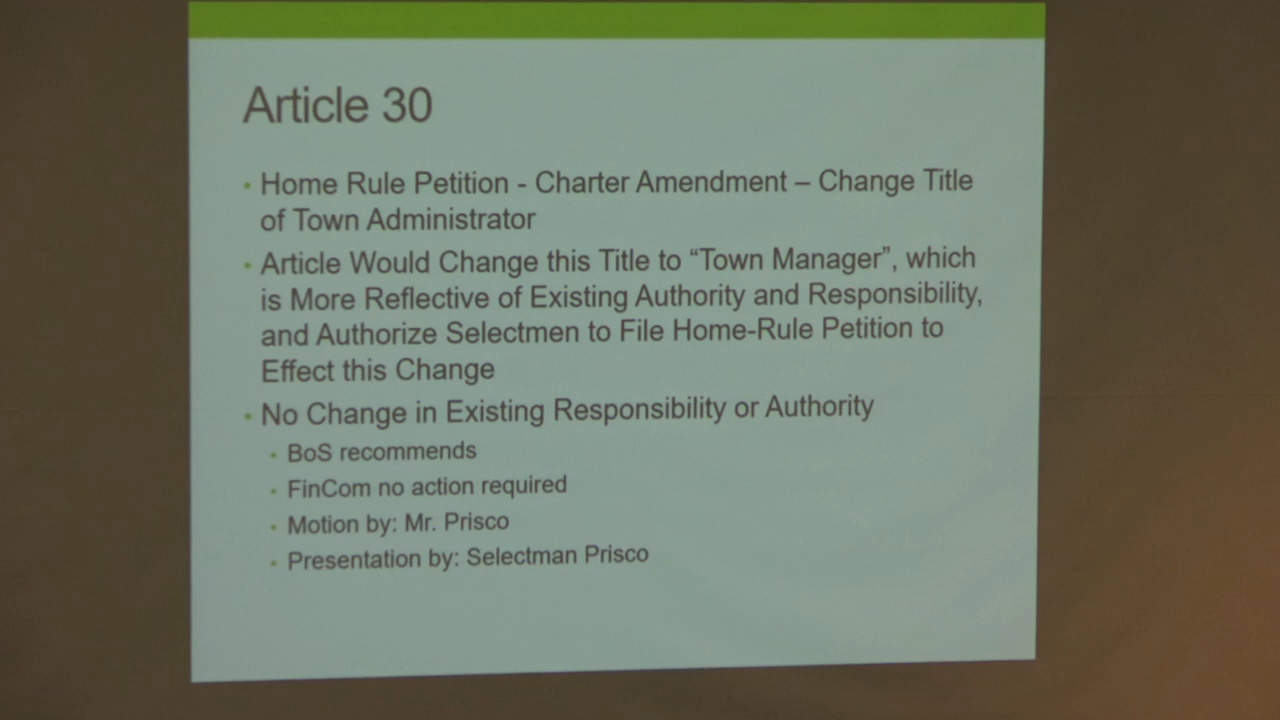 Article 30
• Home Rule Petition - Charter Amendment – Change Title
of Town Administrator
• Article Would Change this Title to “Town Manager”, which
is More Reflective of Existing Authority and Responsibility,
and Authorize Selectmen to File Home-Rule Petition to
Effect this Change
• No Change in Existing Responsibility or Authority
• BoS recommends
• FinCom no action required
• Motion by: Mr. Prisco
• Presentation by: Selectman Prisco